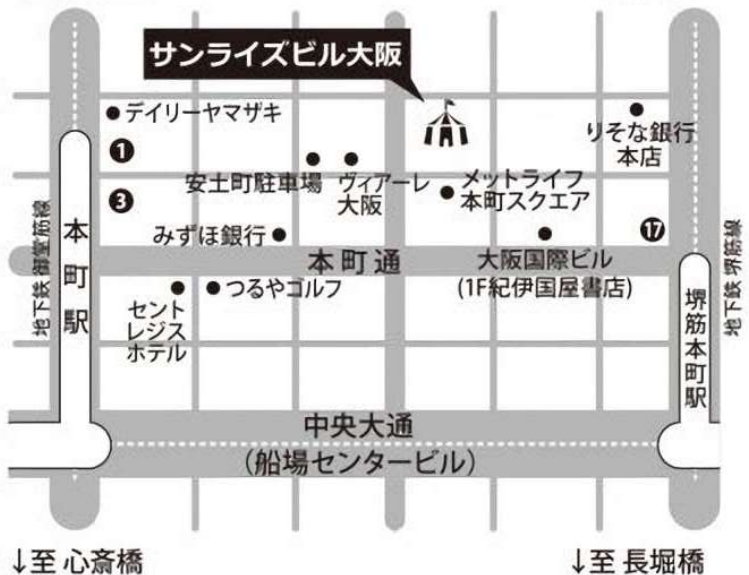 サンライズビル大阪
デイリーヤマザキ
りそな銀行
本店
1
安土町駐車場
ヴィアーレ
大阪
メットライフ
本町スクエア
3
17
みずほ銀行
本町通
大阪国際ビル
(1F紀伊国屋書店)
地下鉄 御堂筋線
本町駅
つるやゴルフ
セント
レジス
ホテル
堺筋本町駅
地下鉄 堺筋線
中央大通
(船場センタービル)
↓至 心斎橋
↓至 長堀橋